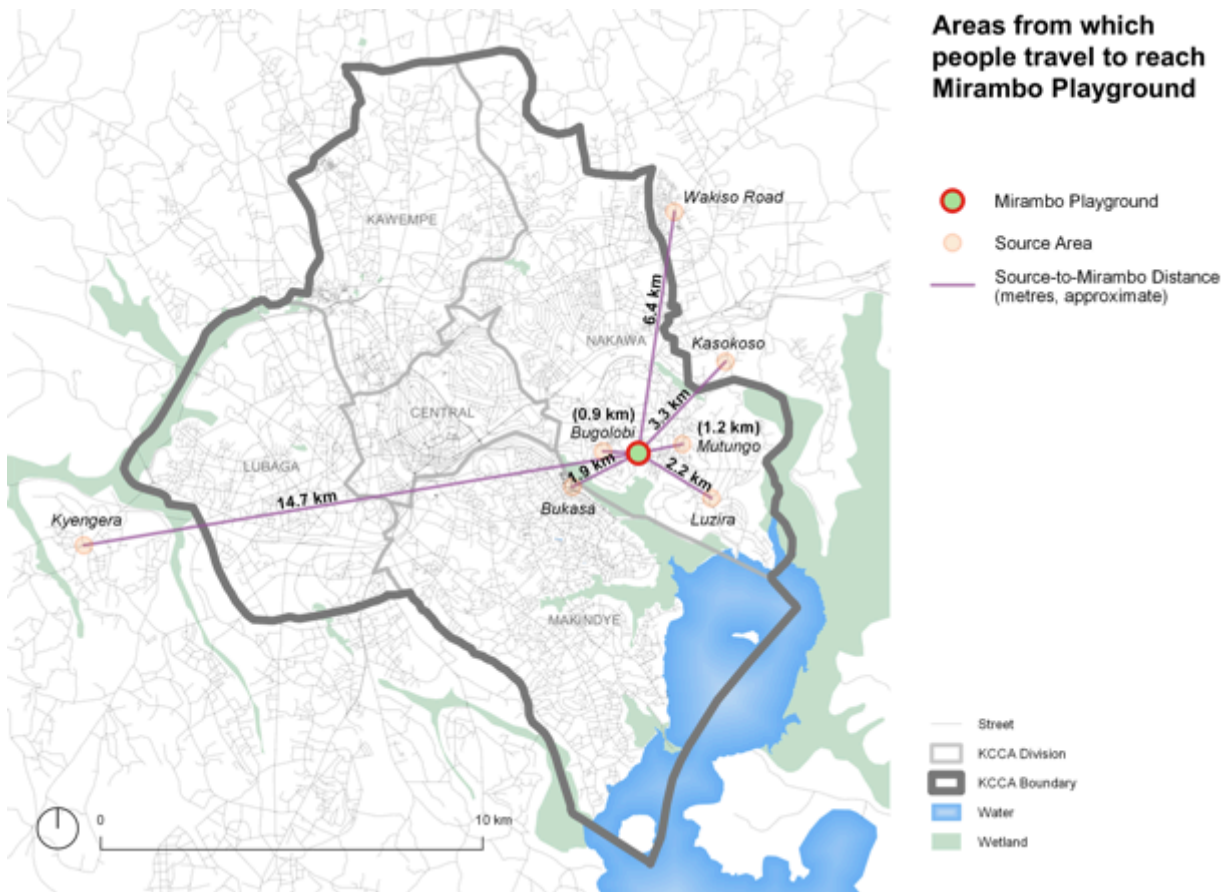 Areas from which
people travel to reach
Mirambo Playground
Mirambo Playground
Source Area
Source-to-Mirambo Distance
(metres, approximate)
Wakiso Road
KAWEMPE
6.4 km
NAKAWA
Kasokoso
3.3 km
CENTRAL
(0.9 km)
Bugolobi
(1.2 km)
Mutungo
LUBAGA
1.9 km
2.2 km
14.7 km
Bukasa
Luzira
Kyengera
MAKINDYE
Street
KCCA Division
KCCA Boundary
Water
Wetland
0
10 km